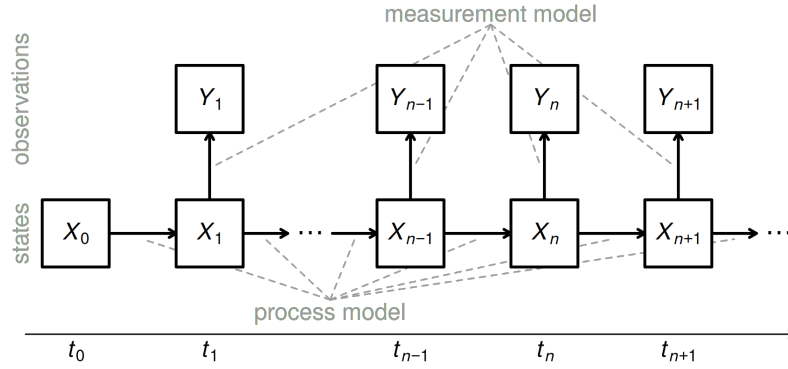 measurement model
observations
Y1 Yn-1 Yn Yn+1
states
X0 X1 ... Xn-1 Xn Xn+1 ...
process model
t0 t1 tn-1 tn tn+1